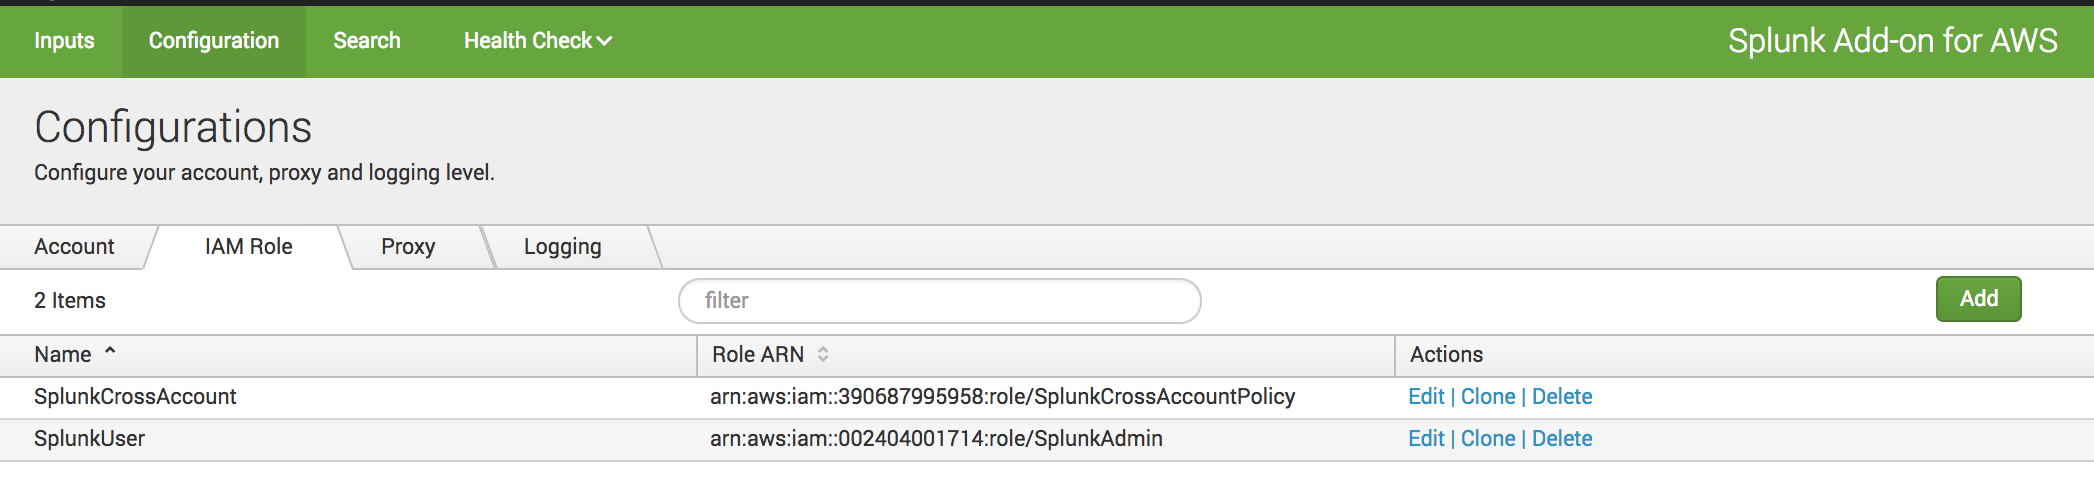 Inputs Configuration Search Health Check Splunk Add-on for AWS
Configurations
Configure your account, proxy and logging level.
Account IAM Role Proxy Logging
2 Items filter Add
Name Role ARN Actions
SplunkCrossAccount arn:aws:iam::390687995958:role/SplunkCrossAccountPolicy Edit | Clone | Delete
SplunkUser arn:aws:iam::002404001714:role/SplunkAdmin Edit | Clone | Delete